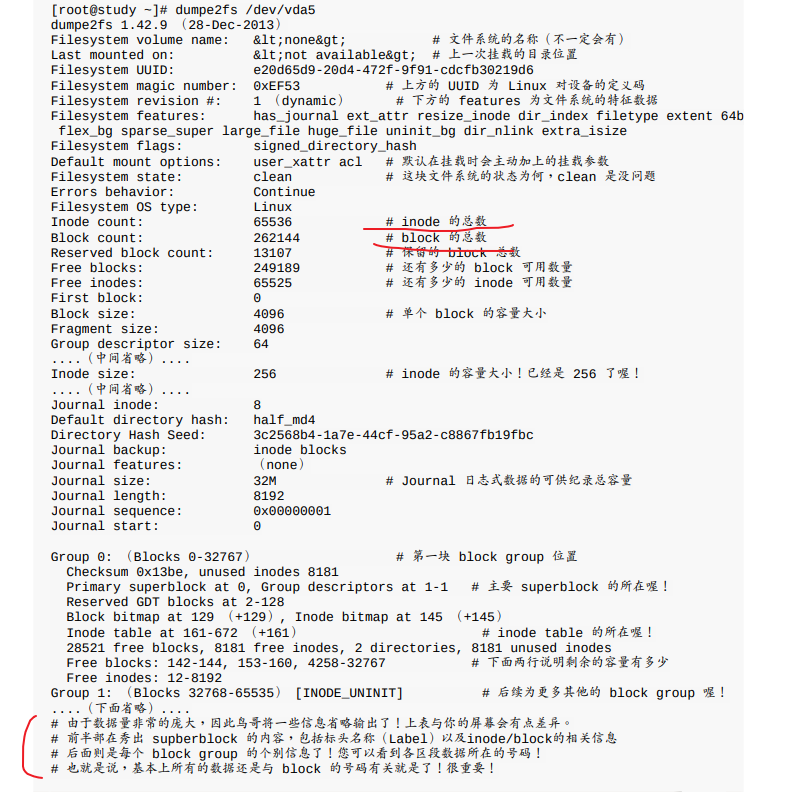 [root@study ~]# dumpe2fs /dev/vda5
dumpe2fs 1.42.9 （28-Dec-2013）
Filesystem volume name:   &lt;none&gt;           # 文件系统的名称（不一定会有）
Last mounted on:          &lt;not available&gt;  # 上一次挂载的目录位置
Filesystem UUID:          e20d65d9-20d4-472f-9f91-cdcfb30219d6
Filesystem magic number:  0xEF53           # 上方的 UUID 为 Linux 对设备的定义码
Filesystem revision #:    1 （dynamic）      # 下方的 features 为文件系统的特征数据
Filesystem features:      has_journal ext_attr resize_inode dir_index filetype extent 64b
 flex_bg sparse_super large_file huge_file uninit_bg dir_nlink extra_isize
Filesystem flags:         signed_directory_hash
Default mount options:    user_xattr acl   # 默认在挂载时会主动加上的挂载参数
Filesystem state:         clean            # 这块文件系统的状态为何，clean 是没问题
Errors behavior:          Continue
Filesystem OS type:       Linux
Inode count:              65536            # inode 的总数
Block count:              262144           # block 的总数
Reserved block count:     13107            # 保留的 block 总数
Free blocks:              249189           # 还有多少的 block 可用数量
Free inodes:              65525            # 还有多少的 inode 可用数量
First block:              0
Block size:               4096             # 单个 block 的容量大小
Fragment size:            4096
Group descriptor size:    64
....（中间省略）....
Inode size:               256              # inode 的容量大小！已经是 256 了喔！
....（中间省略）....
Journal inode:            8
Default directory hash:   half_md4
Directory Hash Seed:      3c2568b4-1a7e-44cf-95a2-c8867fb19fbc
Journal backup:           inode blocks
Journal features:         （none）
Journal size:             32M              # Journal 日志式数据的可供纪录总容量
Journal length:           8192
Journal sequence:         0x00000001
Journal start:            0
Group 0: （Blocks 0-32767）                  # 第一块 block group 位置
  Checksum 0x13be, unused inodes 8181
  Primary superblock at 0, Group descriptors at 1-1   # 主要 superblock 的所在喔！
  Reserved GDT blocks at 2-128
  Block bitmap at 129 （+129）, Inode bitmap at 145 （+145）
  Inode table at 161-672 （+161）                       # inode table 的所在喔！
  28521 free blocks, 8181 free inodes, 2 directories, 8181 unused inodes
  Free blocks: 142-144, 153-160, 4258-32767           # 下面两行说明剩余的容量有多少
  Free inodes: 12-8192
Group 1: （Blocks 32768-65535） [INODE_UNINIT]          # 后续为更多其他的 block group 喔！
....（下面省略）....
# 由于数据量非常的庞大，因此鸟哥将一些信息省略输出了！上表与你的屏幕会有点差异。
# 前半部在秀出 supberblock 的内容，包括标头名称（Label）以及inode/block的相关信息
# 后面则是每个 block group 的个别信息了！您可以看到各区段数据所在的号码！
# 也就是说，基本上所有的数据还是与 block 的号码有关就是了！很重要！